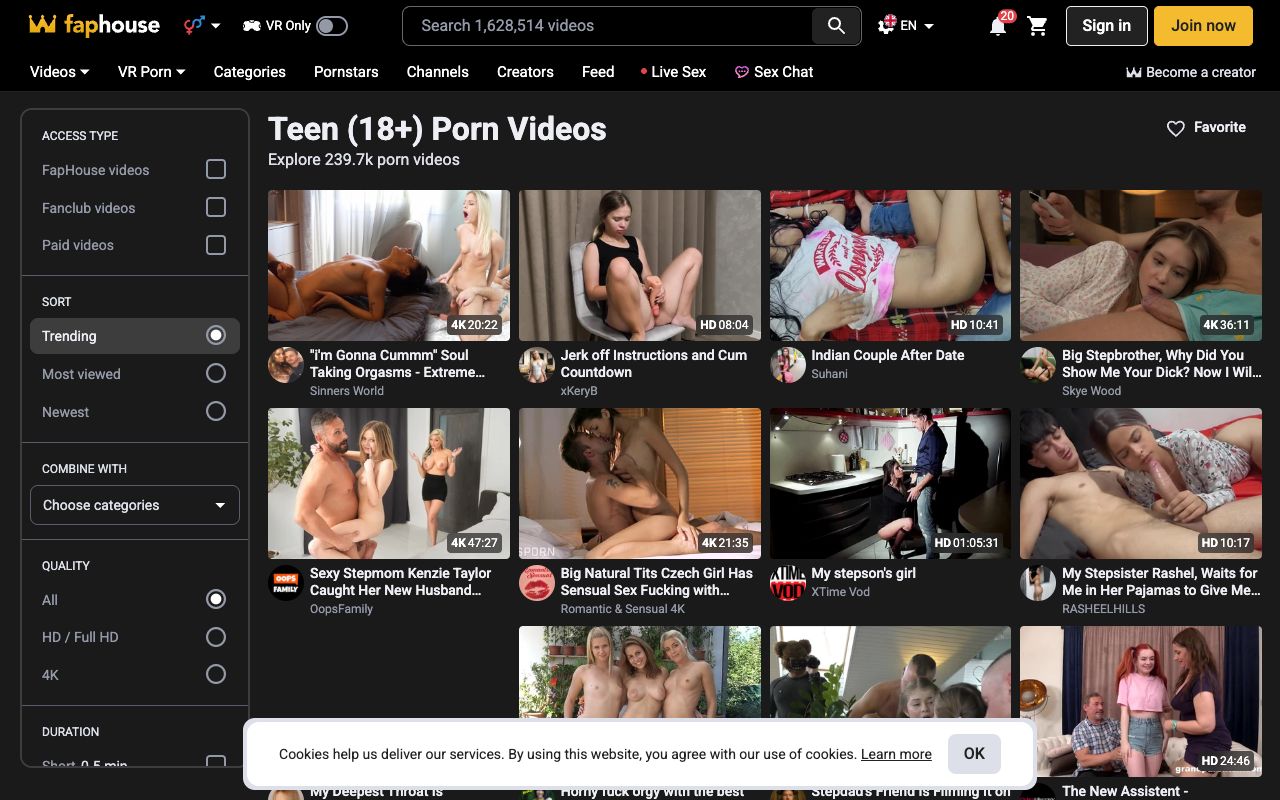 faphouse
VR Only
Search 1,628,514 videos
EN
20
Sign in
Join now
Videos
VR Porn
Categories
Pornstars
Channels
Creators
Feed
Live Sex
Sex Chat
Become a creator
ACCESS TYPE
FapHouse videos
Fanclub videos
Paid videos
SORT
Trending
Most viewed
Newest
COMBINE WITH
Choose categories
QUALITY
All
HD / Full HD
4K
DURATION
Short 0-5 min
Teen (18+) Porn Videos
Explore 239.7k porn videos
Favorite
4K 20:22
"i'm Gonna Cummm" Soul
Taking Orgasms - Extreme...
Sinners World
HD 08:04
Jerk off Instructions and Cum
Countdown
xKeryB
HD 10:41
Indian Couple After Date
Suhani
4K 36:11
Big Stepbrother, Why Did You
Show Me Your Dick? Now I Wil...
Skye Wood
4K 47:27
OOPS
FAMILY
Sexy Stepmom Kenzie Taylor
Caught Her New Husband...
OopsFamily
4K 21:35
Big Natural Tits Czech Girl Has
Sensual Sex Fucking with...
Romantic & Sensual 4K
HD 01:05:31
XTIME
VOD
My stepson's girl
XTime Vod
HD 10:17
My Stepsister Rashel, Waits for
Me in Her Pajamas to Give Me...
RASHEELHILLS
HD 24:46
My Deepest Throat Is
Horny fuck orgy with the best
Stepdad's Friend Is Filming It on
The New Assistent -
Cookies help us deliver our services. By using this website, you agree with our use of cookies. Learn more
OK